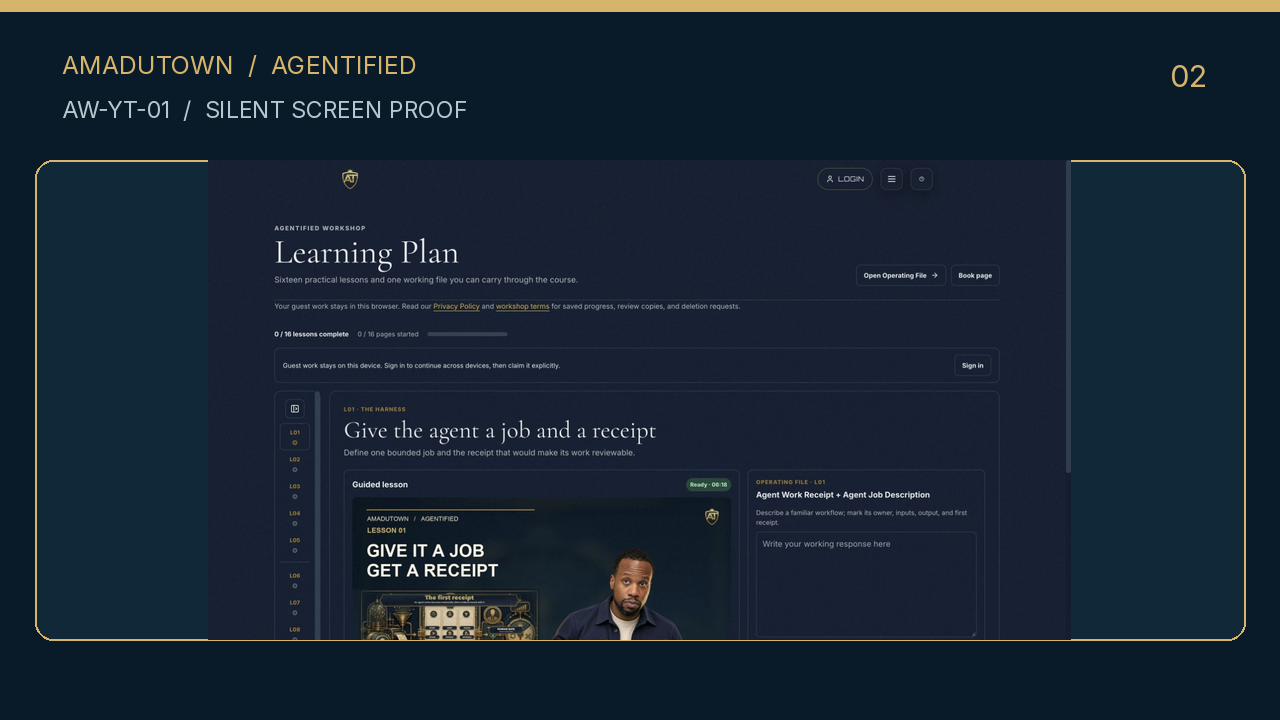 AMADUTOWN / AGENTIFIED
02
AW-YT-01 / SILENT SCREEN PROOF
AT
LOGIN
AGENTIFIED WORKSHOP
Learning Plan
Sixteen practical lessons and one working file you can carry through the course.
Open Operating File →
Book page
Your guest work stays in this browser. Read our Privacy Policy and workshop terms for saved progress, review copies, and deletion requests.
0 / 16 lessons complete 0 / 16 pages started
Guest work stays on this device. Sign in to continue across devices, then claim it explicitly.
Sign in
L01
L02
L03
L04
L05
L06
L07
L08
L01 · THE HARNESS
Give the agent a job and a receipt
Define one bounded job and the receipt that would make its work reviewable.
Guided lesson
Ready · 06:18
AMADUTOWN / AGENTIFIED
AT
LESSON 01
GIVE IT A JOB
GET A RECEIPT
The first receipt
OPERATING FILE · L01
Agent Work Receipt + Agent Job Description
Describe a familiar workflow; mark its owner, inputs, output, and first
receipt.
Write your working response here